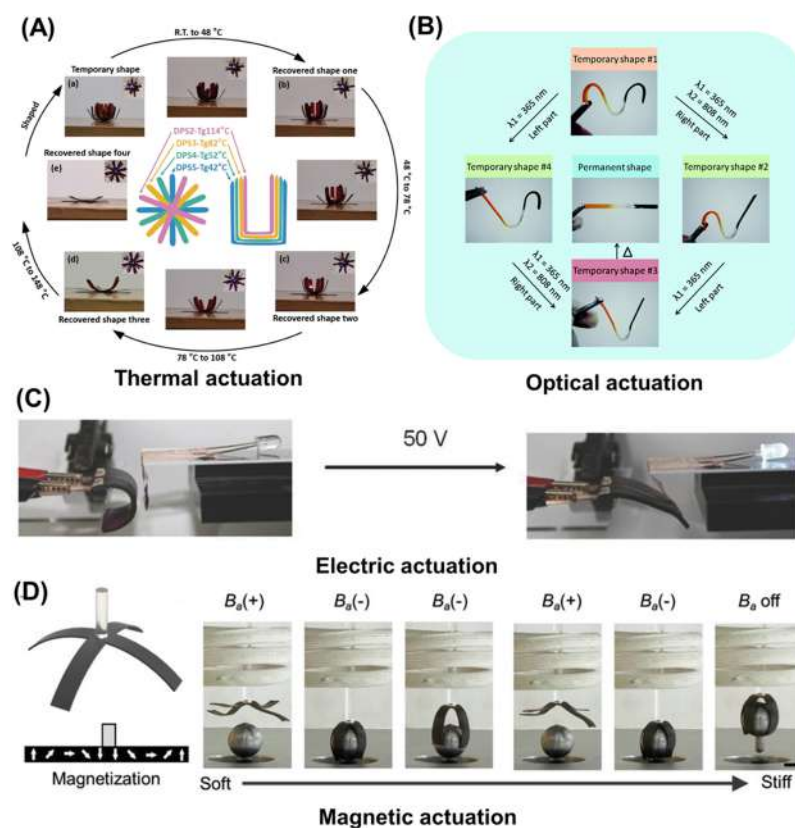 (A)
R.T. to 48 °C
Temporary shape
(a)
Recovered shape one
(b)
Shaped
48 °C to 78 °C
DPS2-Tg114°C
DPS3-Tg82°C
DPS4-Tg52°C
DPS5-Tg42°C
Recovered shape four
(e)
108 °C to 148 °C
(d)
(c)
Recovered shape three
Recovered shape two
78 °C to 108 °C
Thermal actuation
(B)
Temporary shape #1
λ1 = 365 nm
Left part
λ1 = 365 nm
λ2 = 808 nm
Right part
Temporary shape #4
Permanent shape
Temporary shape #2
Δ
λ1 = 365 nm
λ2 = 808 nm
Right part
Temporary shape #3
λ1 = 365 nm
Left part
Optical actuation
(C)
50 V
Electric actuation
(D)
Ba(+)
Ba(-)
Ba(-)
Ba(+)
Ba(-)
Ba off
Magnetization
Soft
Stiff
Magnetic actuation